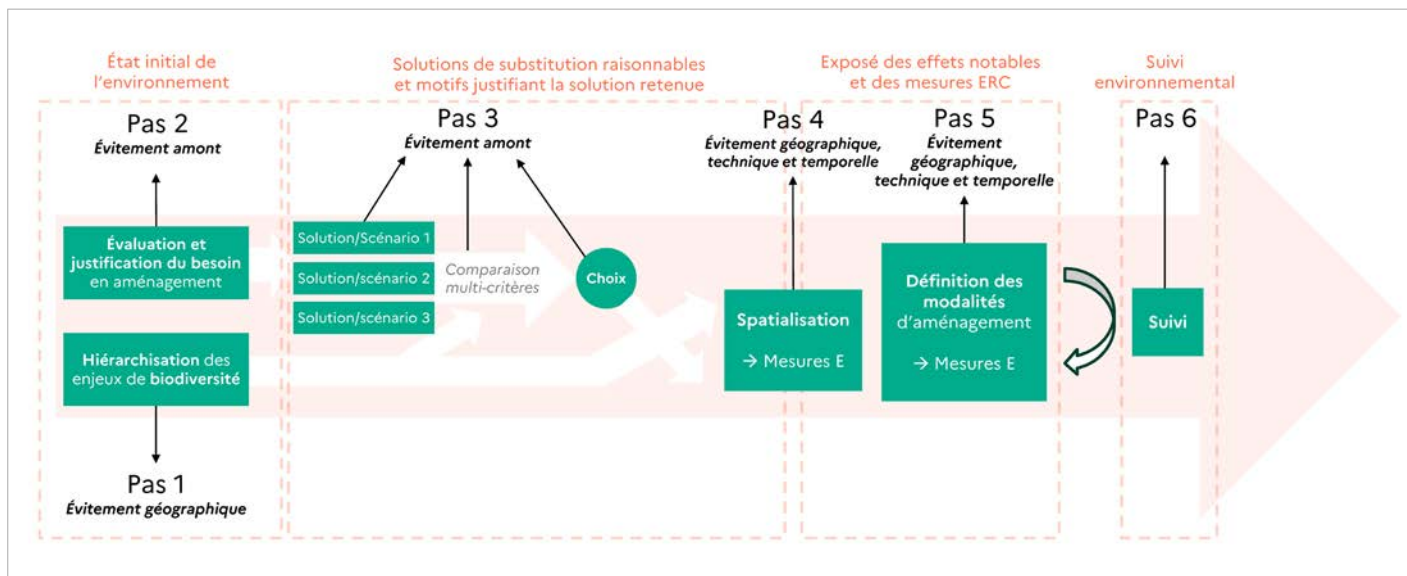 État initial de
l'environnement
Pas 2
Évitement amont
Évaluation et
justification du besoin
en aménagement
Hiérarchisation des
enjeux de biodiversité
Pas 1
Évitement géographique
Solutions de substitution raisonnables
et motifs justifiant la solution retenue
Pas 3
Évitement amont
Solution/Scénario 1
Solution/scénario 2
Solution/scénario 3
Comparaison
multi-critères
Choix
Pas 4
Évitement géographique,
technique et temporelle
Spatialisation
→ Mesures E
Exposé des effets notables
et des mesures ERC
Pas 5
Évitement
géographique,
technique et temporelle
Définition des
modalités
d'aménagement
→ Mesures E
Suivi
environnemental
Pas 6
Suivi